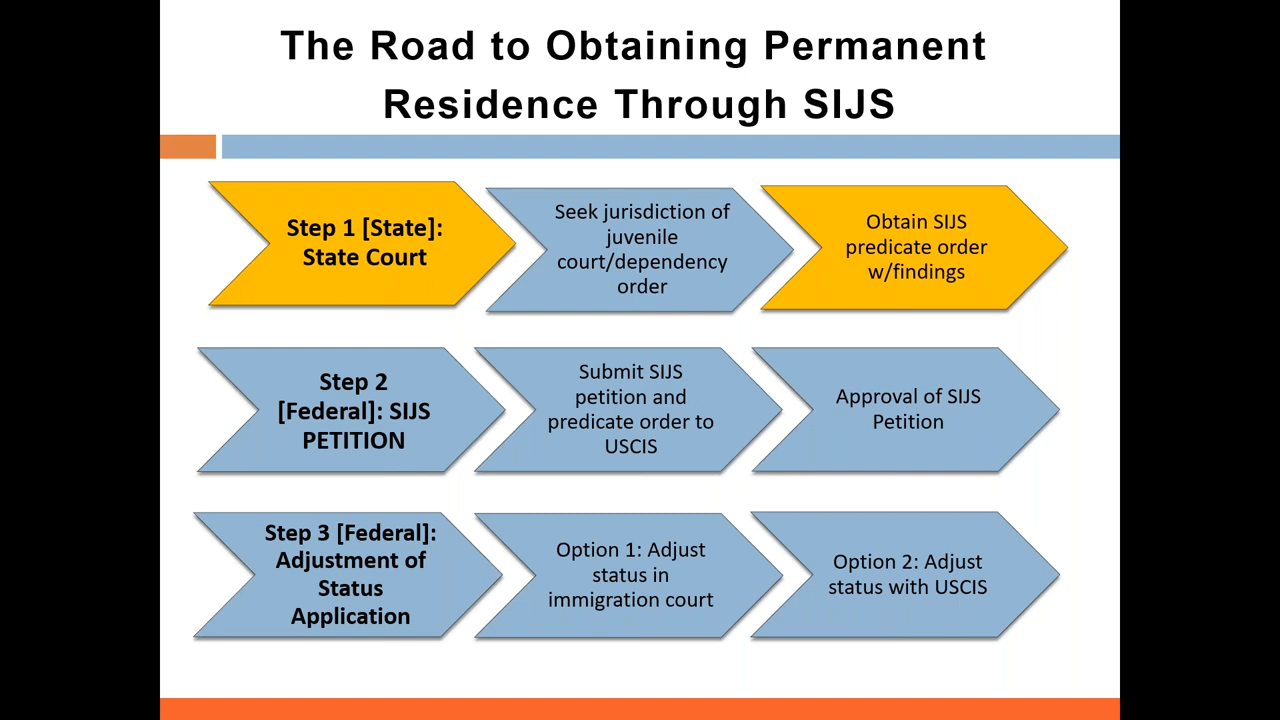 The Road to Obtaining Permanent
Residence Through SIJS
Step 1 [State]:
State Court
Seek jurisdiction of
juvenile
court/dependency
order
Obtain SIJS
predicate order
w/findings
Step 2
[Federal]: SIJS
PETITION
Submit SIJS
petition and
predicate order to
USCIS
Approval of SIJS
Petition
Step 3 [Federal]:
Adjustment of
Status
Application
Option 1: Adjust
status in
immigration court
Option 2: Adjust
status with USCIS